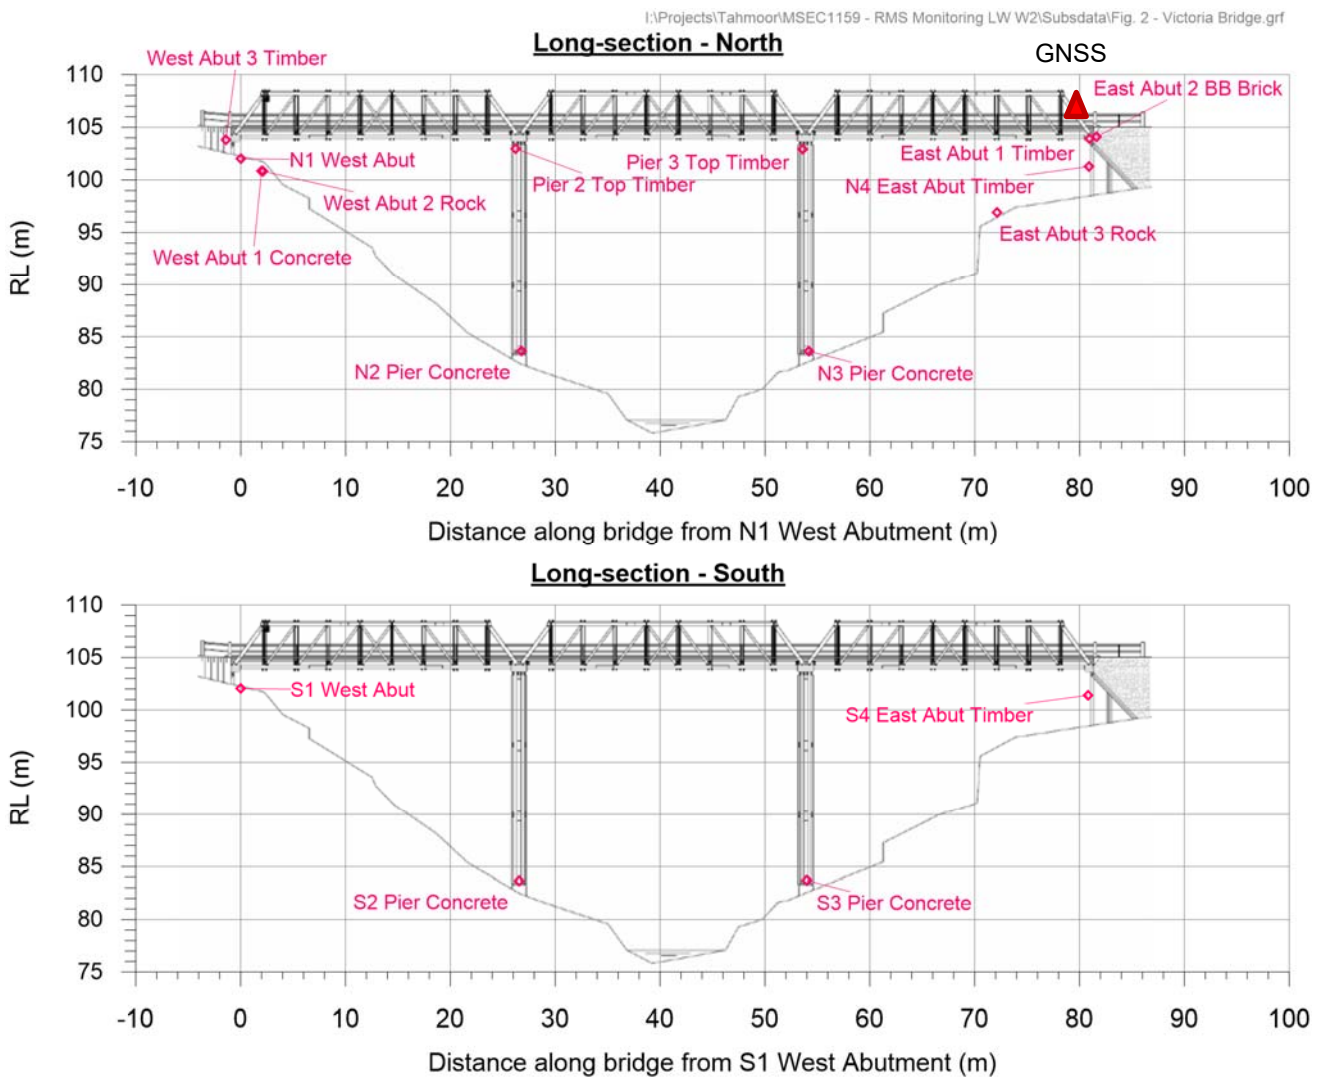 I:\Projects\Tahmoor\MSEC1159 - RMS Monitoring LW W2\Subsdata\Fig. 2 - Victoria Bridge.grf
Long-section - North
GNSS
West Abut 3 Timber
East Abut 2 BB Brick
N1 West Abut
Pier 3 Top Timber
East Abut 1 Timber
Pier 2 Top Timber
N4 East Abut Timber
West Abut 2 Rock
East Abut 3 Rock
West Abut 1 Concrete
N2 Pier Concrete
N3 Pier Concrete
RL (m)
110
105
100
95
90
85
80
75
-10 0 10 20 30 40 50 60 70 80 90 100
Distance along bridge from N1 West Abutment (m)
Long-section - South
S1 West Abut
S4 East Abut Timber
S2 Pier Concrete
S3 Pier Concrete
RL (m)
110
105
100
95
90
85
80
75
-10 0 10 20 30 40 50 60 70 80 90 100
Distance along bridge from S1 West Abutment (m)